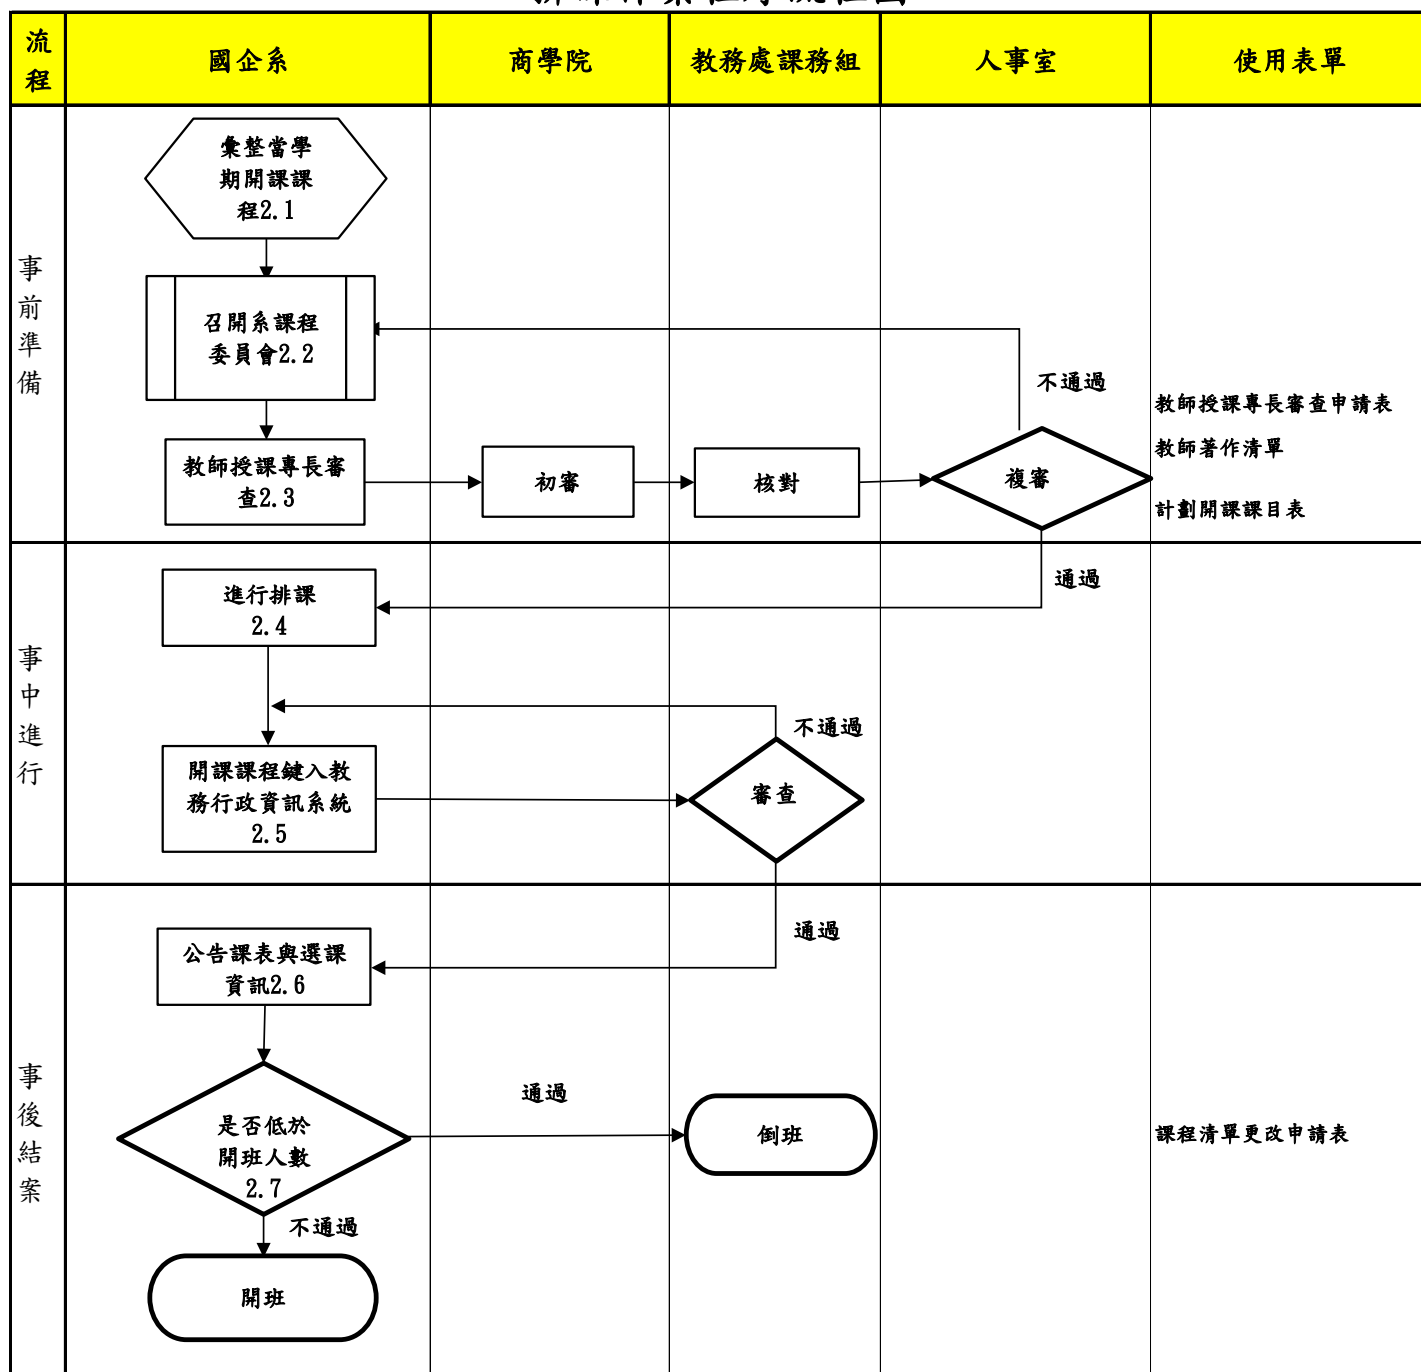 流
程
國企系
商學院
教務處課務組
人事室
使用表單
事
前
準
備
彙整當學
期開課課
程2.1
召開系課程
委員會2.2
不通過
教師授課專長審查申請表
教師授課專長審
查2.3
初審
核對
複審
教師著作清單
計劃開課課目表
事
中
進
行
通過
進行排課
2.4
不通過
開課課程鍵入教
務行政資訊系統
2.5
審查
事
後
結
案
通過
公告課表與選課
資訊2.6
通過
是否低於
開班人數
2.7
倒班
課程清單更改申請表
不通過
開班